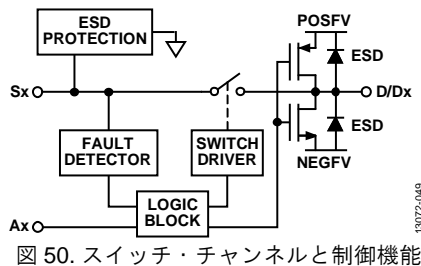 ESD
PROTECTION
POSFV
ESD
Sx
D/Dx
FAULT
DETECTOR
SWITCH
DRIVER
ESD
NEGFV
LOGIC
BLOCK
Ax
13072-049
図 50. スイッチ・チャンネルと制御機能